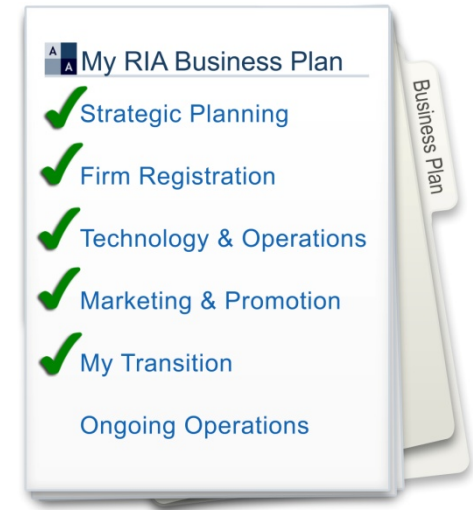 A
A
My RIA Business Plan
Strategic Planning
Firm Registration
Technology & Operations
Marketing & Promotion
My Transition
Ongoing Operations
Business Plan